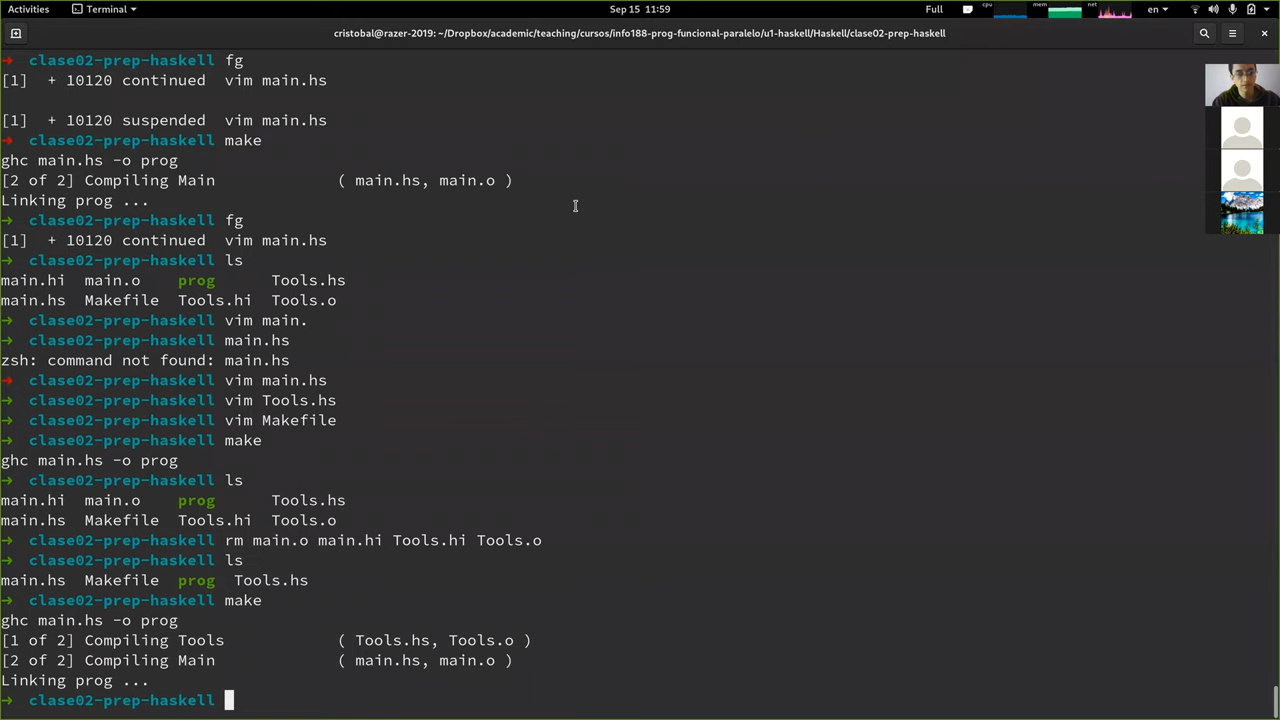 Activities Terminal Sep 15 11:59 Full cpu mem net en
cristobal@razer-2019: ~/Dropbox/academic/teaching/cursos/info188-prog-funcional-paralelo/u1-haskell/Haskell/clase02-prep-haskell
→ clase02-prep-haskell fg
[1]  + 10120 continued  vim main.hs
[1]  + 10120 suspended  vim main.hs
→ clase02-prep-haskell make
ghc main.hs -o prog
[2 of 2] Compiling Main             ( main.hs, main.o )
Linking prog ...
→ clase02-prep-haskell fg
[1]  + 10120 continued  vim main.hs
→ clase02-prep-haskell ls
main.hi  main.o    prog      Tools.hs
main.hs  Makefile  Tools.hi  Tools.o
→ clase02-prep-haskell vim main.
→ clase02-prep-haskell main.hs
zsh: command not found: main.hs
→ clase02-prep-haskell vim main.hs
→ clase02-prep-haskell vim Tools.hs
→ clase02-prep-haskell vim Makefile
→ clase02-prep-haskell make
ghc main.hs -o prog
→ clase02-prep-haskell ls
main.hi  main.o    prog      Tools.hs
main.hs  Makefile  Tools.hi  Tools.o
→ clase02-prep-haskell rm main.o main.hi Tools.hi Tools.o
→ clase02-prep-haskell ls
main.hs  Makefile  prog  Tools.hs
→ clase02-prep-haskell make
ghc main.hs -o prog
[1 of 2] Compiling Tools            ( Tools.hs, Tools.o )
[2 of 2] Compiling Main             ( main.hs, main.o )
Linking prog ...
→ clase02-prep-haskell